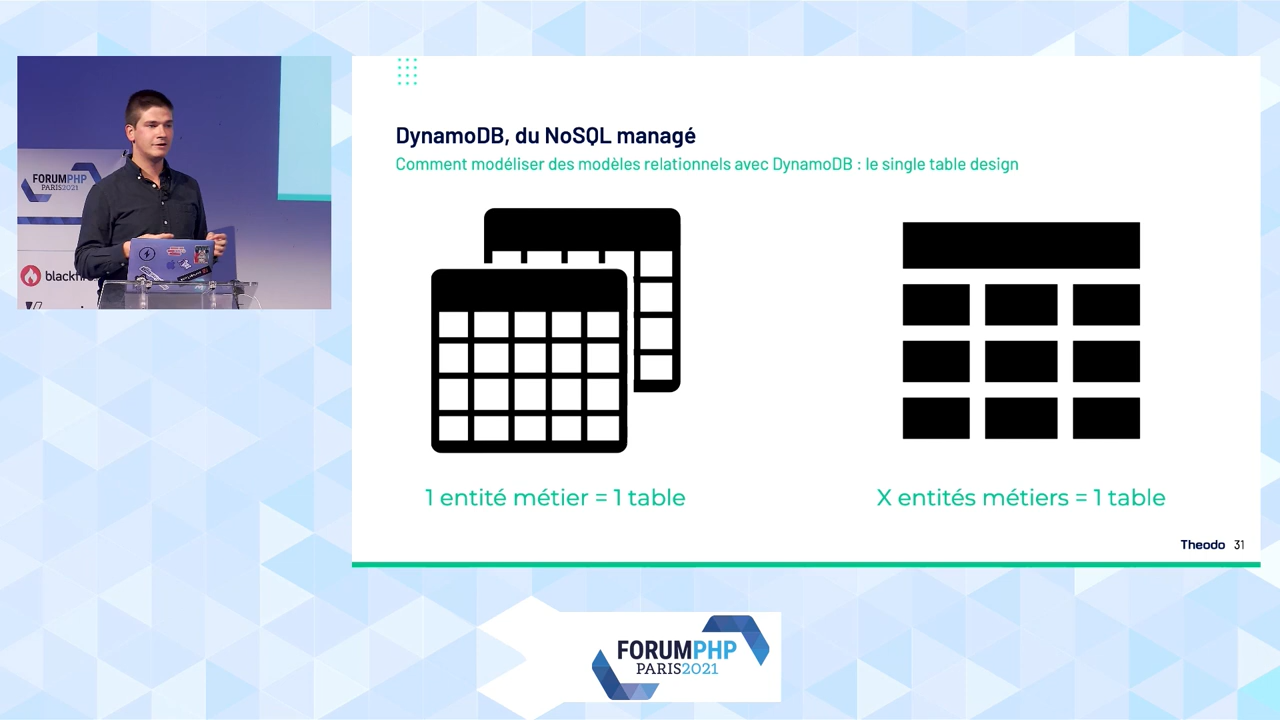 DynamoDB, du NoSQL managé
Comment modéliser des modèles relationnels avec DynamoDB : le single table design
1 entité métier = 1 table
X entités métiers = 1 table
Theodo 31
FORUMPHP
PARIS2021
FORUMPHP
PARIS2021